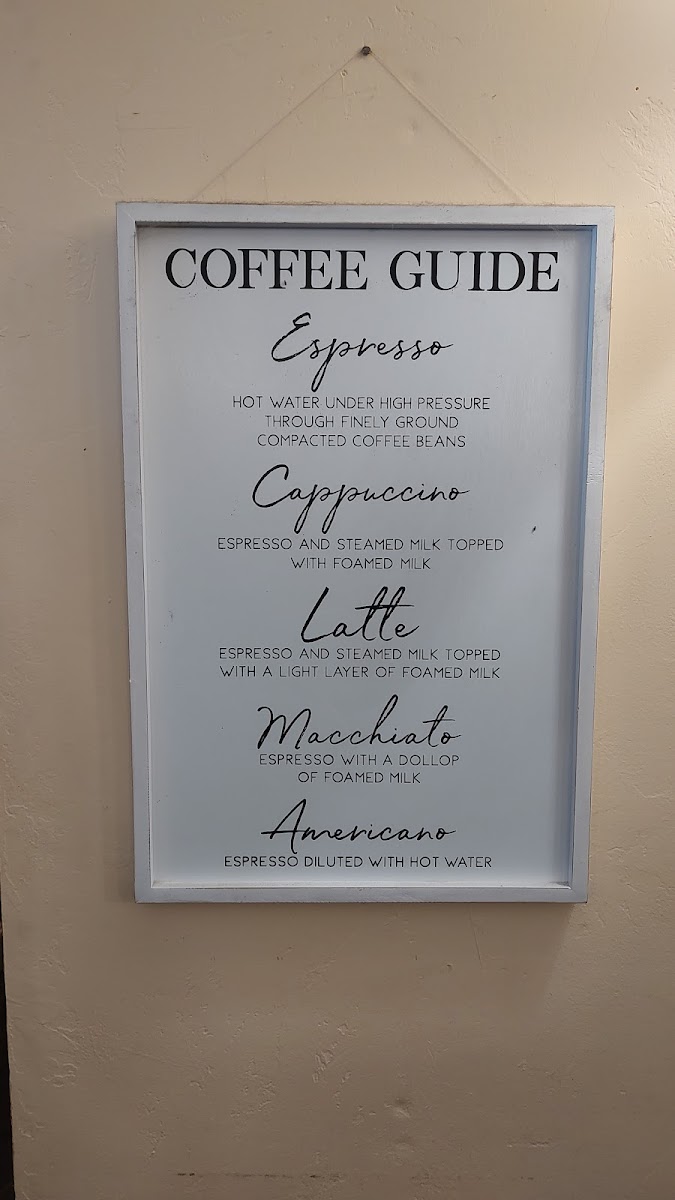 COFFEE GUIDE
Espresso
HOT WATER UNDER HIGH PRESSURE
THROUGH FINELY GROUND
COMPACTED COFFEE BEANS
Cappuccino
ESPRESSO AND STEAMED MILK TOPPED
WITH FOAMED MILK
Latte
ESPRESSO AND STEAMED MILK TOPPED
WITH A LIGHT LAYER OF FOAMED MILK
Macchiato
ESPRESSO WITH A DOLLOP
OF FOAMED MILK
Americano
ESPRESSO DILUTED WITH HOT WATER